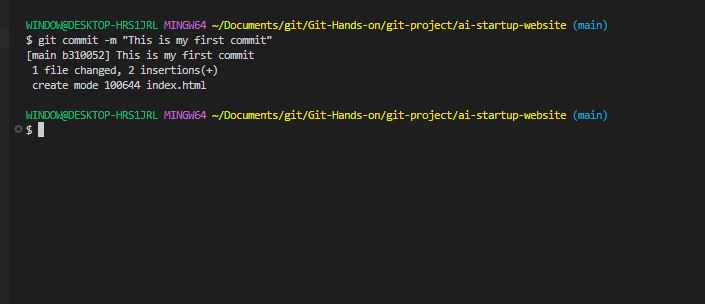 WINDOW@DESKTOP-HRS1JRL MINGW64 ~/Documents/git/Git-Hands-on/git-project/ai-startup-website (main)
$ git commit -m "This is my first commit"
[main b310052] This is my first commit
 1 file changed, 2 insertions(+)
 create mode 100644 index.html
WINDOW@DESKTOP-HRS1JRL MINGW64 ~/Documents/git/Git-Hands-on/git-project/ai-startup-website (main)
$